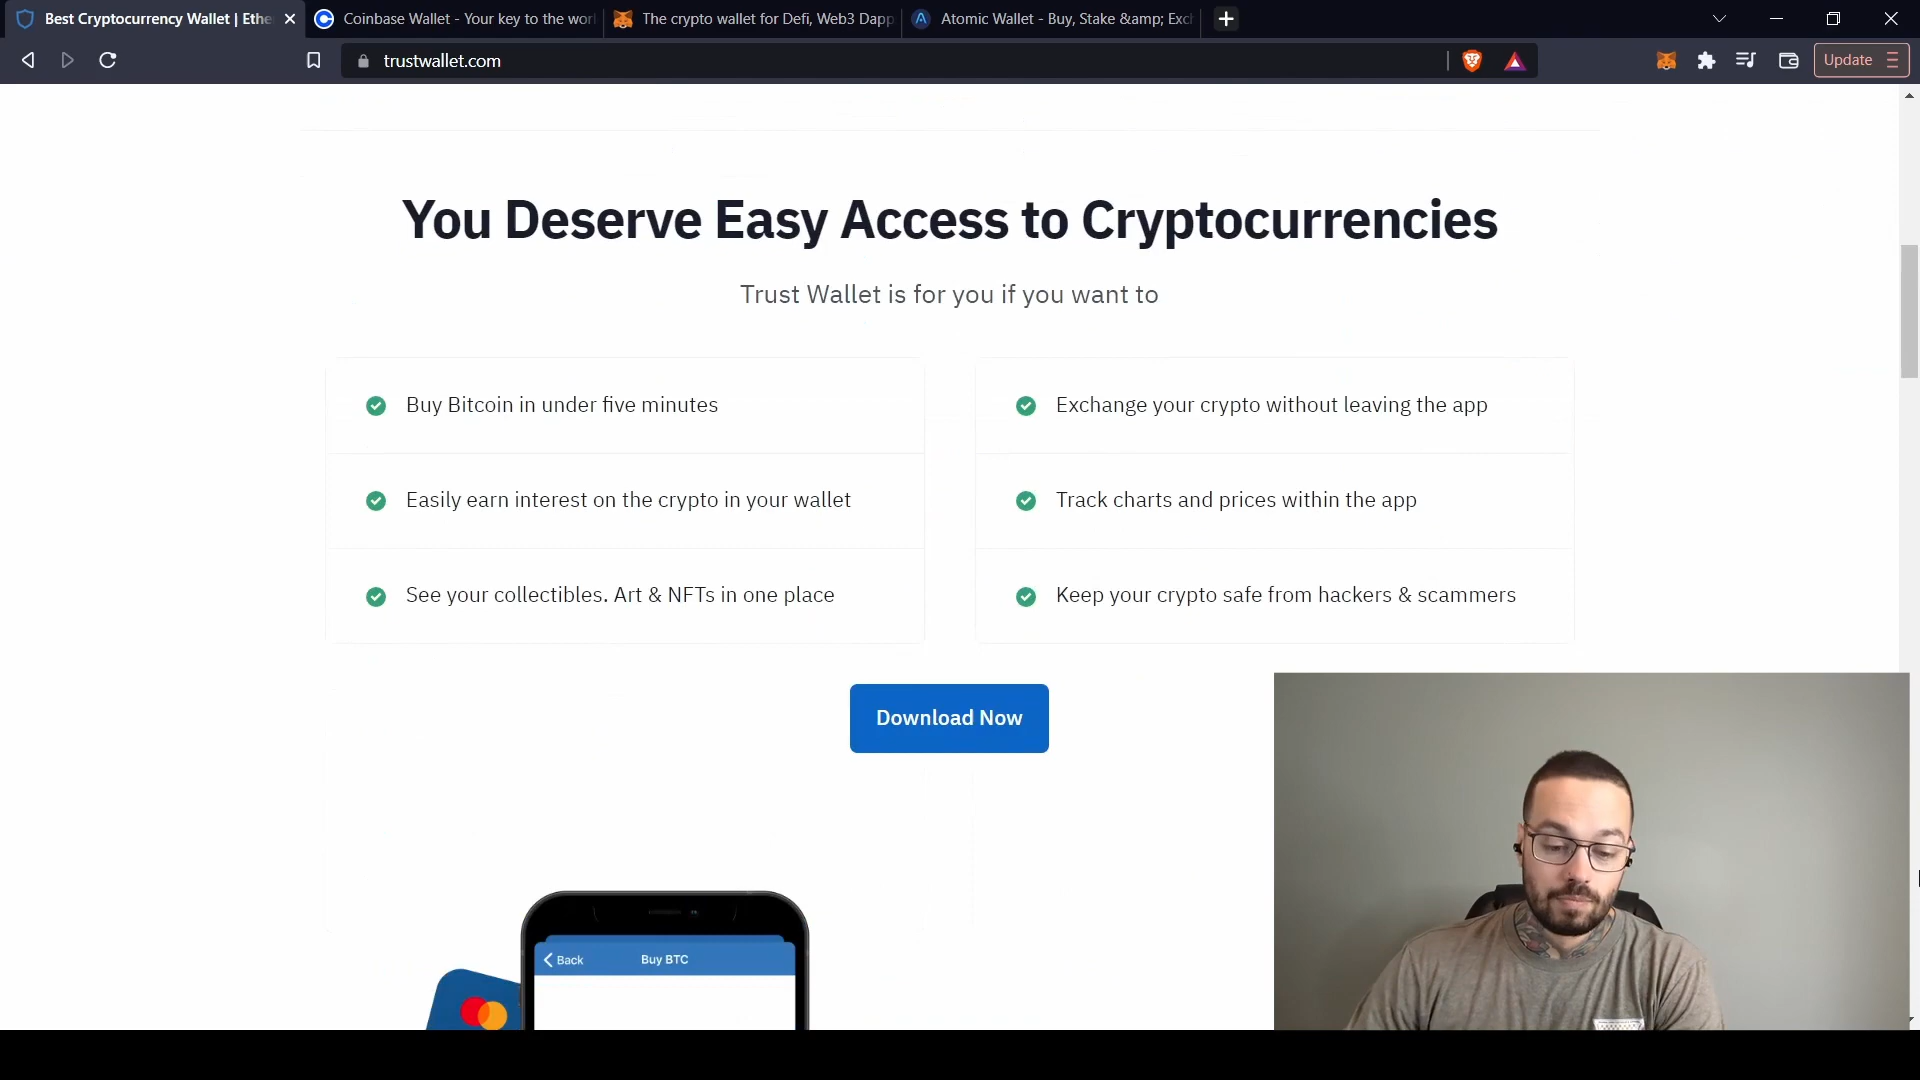 Best Cryptocurrency Wallet | Ethe
Coinbase Wallet - Your key to the wor
The crypto wallet for Defi, Web3 Dapp
Atomic Wallet - Buy, Stake &amp; Exc
trustwallet.com
Update
You Deserve Easy Access to Cryptocurrencies
Trust Wallet is for you if you want to
Buy Bitcoin in under five minutes
Exchange your crypto without leaving the app
Easily earn interest on the crypto in your wallet
Track charts and prices within the app
See your collectibles. Art & NFTs in one place
Keep your crypto safe from hackers & scammers
Download Now
Back
Buy BTC